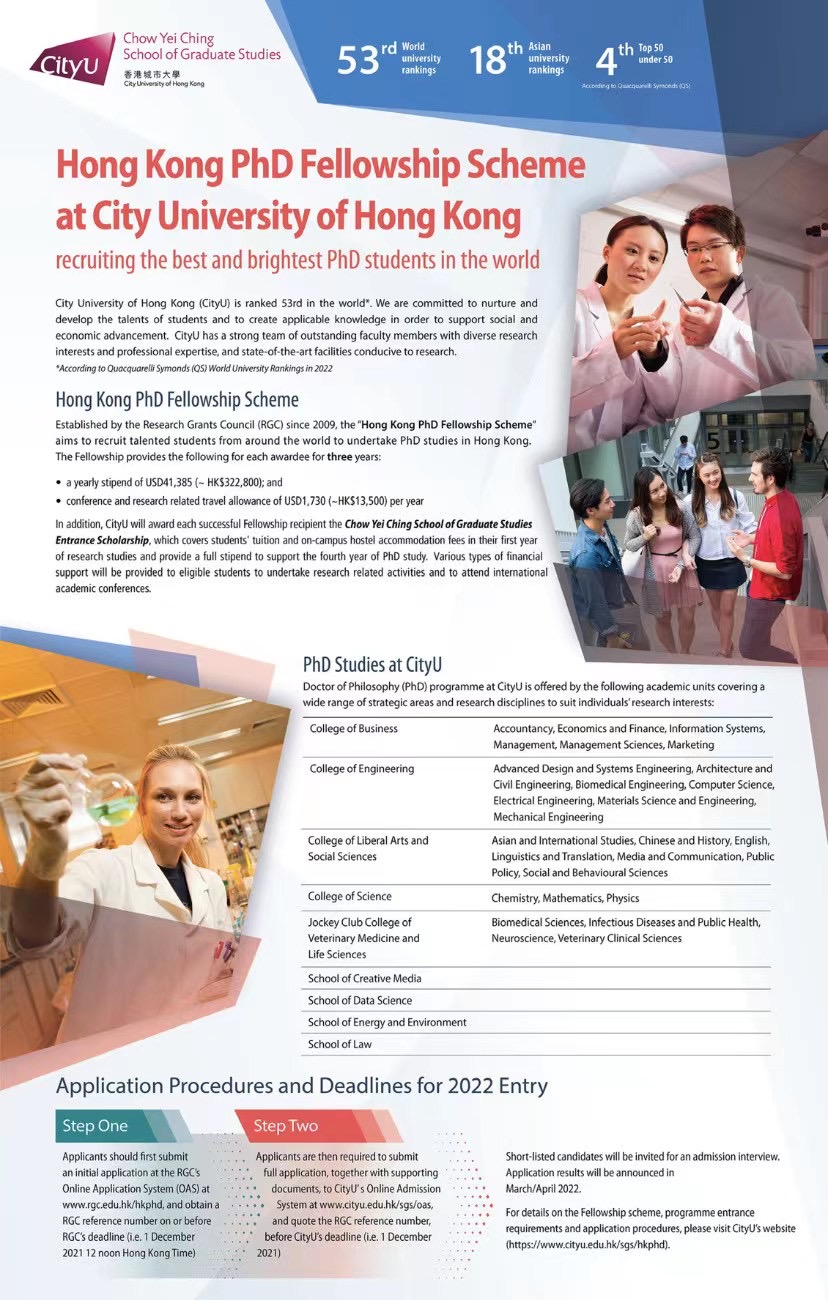 CityU
Chow Yei Ching
School of Graduate Studies
香港城市大學
City University of Hong Kong
53rd World
university
rankings
18th Asian
university
rankings
4th Top 50
under 50
According to Quacquarelli Symonds (QS)
Hong Kong PhD Fellowship Scheme
at City University of Hong Kong
recruiting the best and brightest PhD students in the world
City University of Hong Kong (CityU) is ranked 53rd in the world*. We are committed to nurture and
develop the talents of students and to create applicable knowledge in order to support social and
economic advancement. CityU has a strong team of outstanding faculty members with diverse research
interests and professional expertise, and state-of-the-art facilities conducive to research.
*According to Quacquarelli Symonds (QS) World University Rankings in 2022
Hong Kong PhD Fellowship Scheme
Established by the Research Grants Council (RGC) since 2009, the "Hong Kong PhD Fellowship Scheme"
aims to recruit talented students from around the world to undertake PhD studies in Hong Kong.
The Fellowship provides the following for each awardee for three years:
• a yearly stipend of USD41,385 (~ HK$322,800); and
• conference and research related travel allowance of USD1,730 (~HK$13,500) per year
In addition, CityU will award each successful Fellowship recipient the Chow Yei Ching School of Graduate Studies
Entrance Scholarship, which covers students' tuition and on-campus hostel accommodation fees in their first year
of research studies and provide a full stipend to support the fourth year of PhD study. Various types of financial
support will be provided to eligible students to undertake research related activities and to attend international
academic conferences.
5
PhD Studies at CityU
Doctor of Philosophy (PhD) programme at CityU is offered by the following academic units covering a
wide range of strategic areas and research disciplines to suit individuals' research interests:
College of Business
Accountancy, Economics and Finance, Information Systems,
Management, Management Sciences, Marketing
College of Engineering
Advanced Design and Systems Engineering, Architecture and
Civil Engineering, Biomedical Engineering, Computer Science,
Electrical Engineering, Materials Science and Engineering,
Mechanical Engineering
College of Liberal Arts and
Social Sciences
Asian and International Studies, Chinese and History, English,
Linguistics and Translation, Media and Communication, Public
Policy, Social and Behavioural Sciences
College of Science
Chemistry, Mathematics, Physics
Jockey Club College of
Veterinary Medicine and
Life Sciences
Biomedical Sciences, Infectious Diseases and Public Health,
Neuroscience, Veterinary Clinical Sciences
School of Creative Media
School of Data Science
School of Energy and Environment
School of Law
Application Procedures and Deadlines for 2022 Entry
Step One
Applicants should first submit
an initial application at the RGC's
Online Application System (OAS) at
www.rgc.edu.hk/hkphd, and obtain a
RGC reference number on or before
RGC's deadline (i.e. 1 December
2021 12 noon Hong Kong Time)
Step Two
Applicants are then required to submit
full application, together with supporting
documents, to CityU' s Online Admission
System at www.cityu.edu.hk/sgs/oas,
and quote the RGC reference number,
before CityU's deadline (i.e. 1 December
2021)
Short-listed candidates will be invited for an admission interview.
Application results will be announced in
March/April 2022.
For details on the Fellowship scheme, programme entrance
requirements and application procedures, please visit CityU's website
(https://www.cityu.edu.hk/sgs/hkphd).